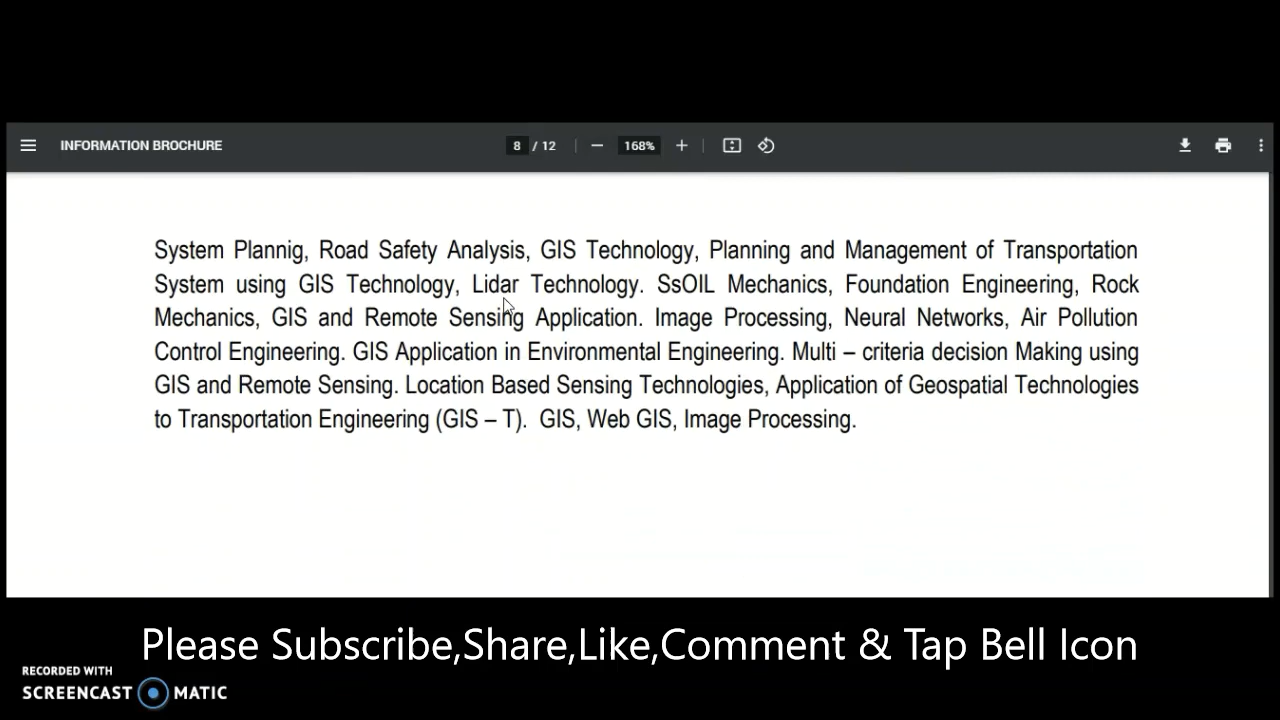 INFORMATION BROCHURE
8 / 12
168%
System Plannig, Road Safety Analysis, GIS Technology, Planning and Management of Transportation
System using GIS Technology, Lidar Technology. SsOIL Mechanics, Foundation Engineering, Rock
Mechanics, GIS and Remote Sensing Application. Image Processing, Neural Networks, Air Pollution
Control Engineering. GIS Application in Environmental Engineering. Multi – criteria decision Making using
GIS and Remote Sensing. Location Based Sensing Technologies, Application of Geospatial Technologies
to Transportation Engineering (GIS – T). GIS, Web GIS, Image Processing.
Please Subscribe,Share,Like,Comment & Tap Bell Icon
RECORDED WITH
SCREENCAST MATIC